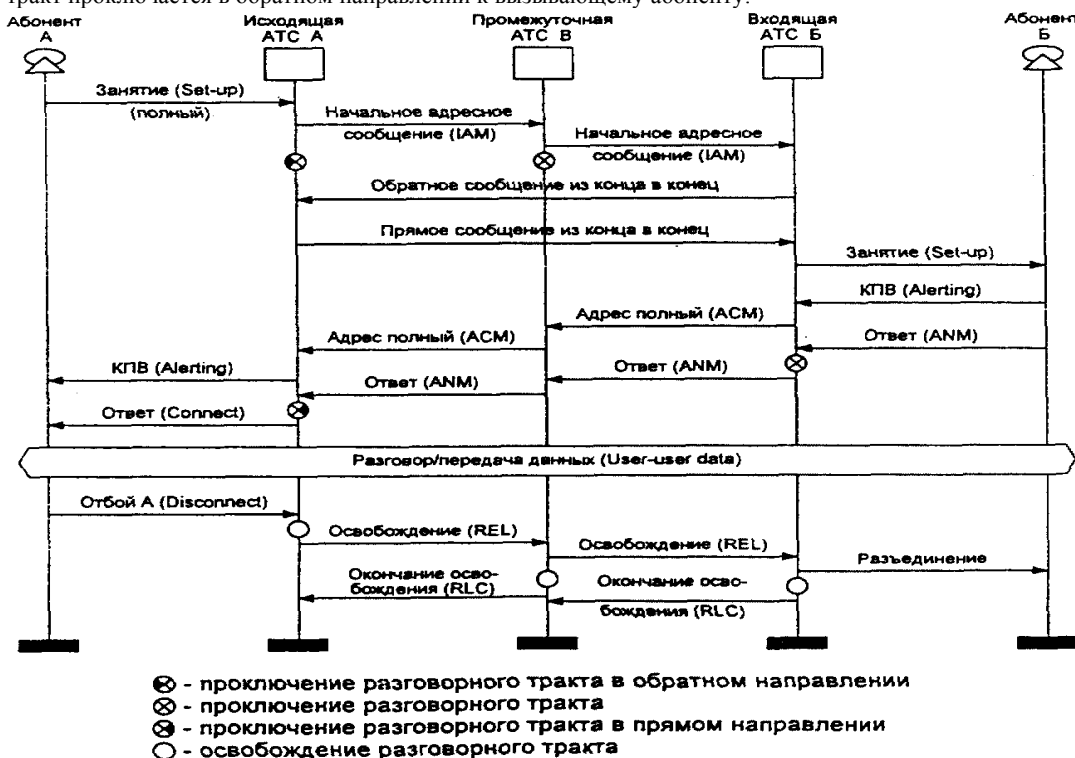 тракт проключается в обратном направлении к вызывающему абоненту.
Абонент
А
Исходящая
АТС А
Промежуточная
АТС В
Входящая
АТС Б
Абонент
Б
Занятие (Set-up)
(полный)
Начальное адресное
сообщение (IAM)
Начальное адресное
сообщение (IAM)
Обратное сообщение из конца в конец
Прямое сообщение из конца в конец
Занятие (Set-up)
КПВ (Alerting)
Адрес полный (ACM)
Адрес полный (ACM)
Ответ (ANM)
КПВ (Alerting)
Ответ (ANM)
Ответ (ANM)
Ответ (Connect)
Разговор/передача данных (User-user data)
Отбой А (Disconnect)
Освобождение (REL)
Освобождение (REL)
Разъединение
Окончание осво-
бождения (RLC)
Окончание осво-
бождения (RLC)
- проключение разговорного тракта в обратном направлении
- проключение разговорного тракта
- проключение разговорного тракта в прямом направлении
- освобождение разговорного тракта